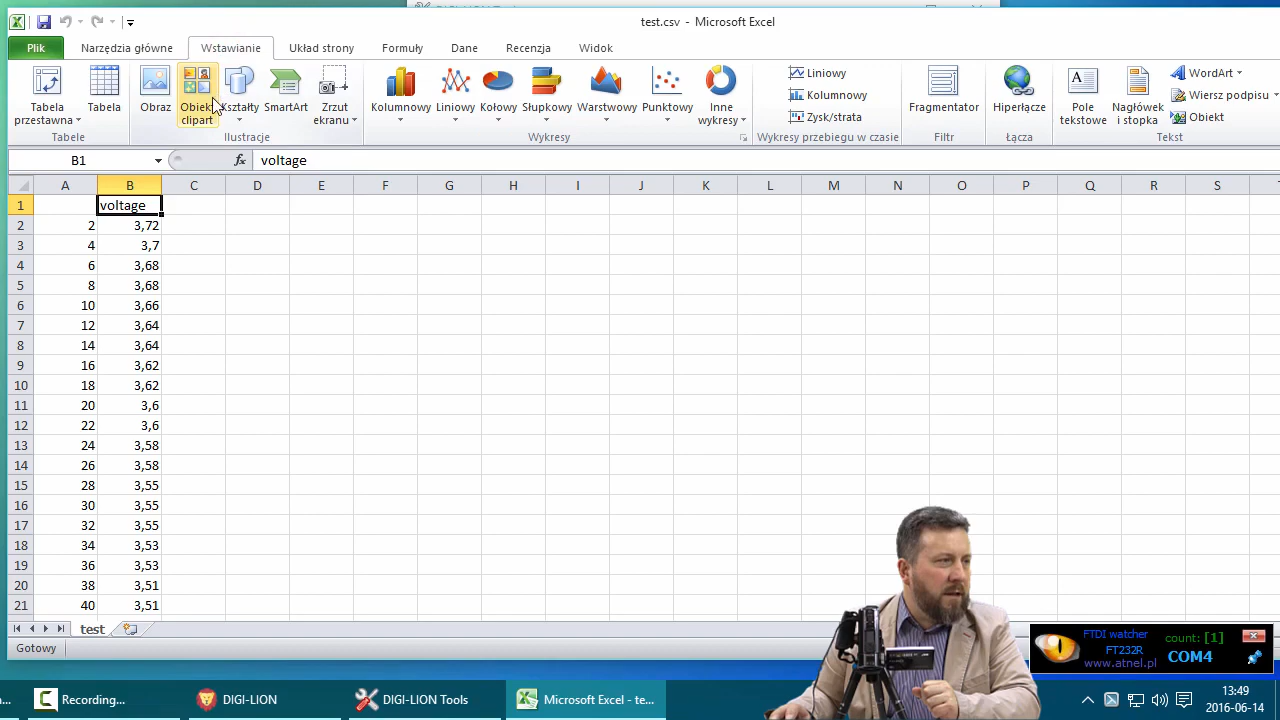 test.csv - Microsoft Excel
Plik Narzędzia główne Wstawianie Układ strony Formuły Dane Recenzja Widok
Tabela przestawna
Tabela
Tabele
Obraz
clipart
Kształty
SmartArt
Zrzut ekranu
Ilustracje
Kolumnowy
Liniowy
Kołowy
Słupkowy
Warstwowy
Punktowy
Inne wykresy
Wykresy
Liniowy
Kolumnowy
Zysk/strata
Wykresy przebiegu w czasie
Fragmentator
Filtr
Hiperłącze
Łącza
Pole tekstowe
Nagłówek i stopka
WordArt
Wiersz podpisu
Obiekt
Tekst
B1 fx voltage
A B C D E F G H I J K L M N O P Q R S
1 voltage
2 2 3,72
3 4 3,7
4 6 3,68
5 8 3,68
6 10 3,66
7 12 3,64
8 14 3,64
9 16 3,62
10 18 3,62
11 20 3,6
12 22 3,6
13 24 3,58
14 26 3,58
15 28 3,55
16 30 3,55
17 32 3,55
18 34 3,53
19 36 3,53
20 38 3,51
21 40 3,51
test
Gotowy
FTDI watcher
FT232R
www.atnel.pl
count: [1]
COM4
Recording...
DIGI-LION
DIGI-LION Tools
Microsoft Excel - te...
13:49
2016-06-14